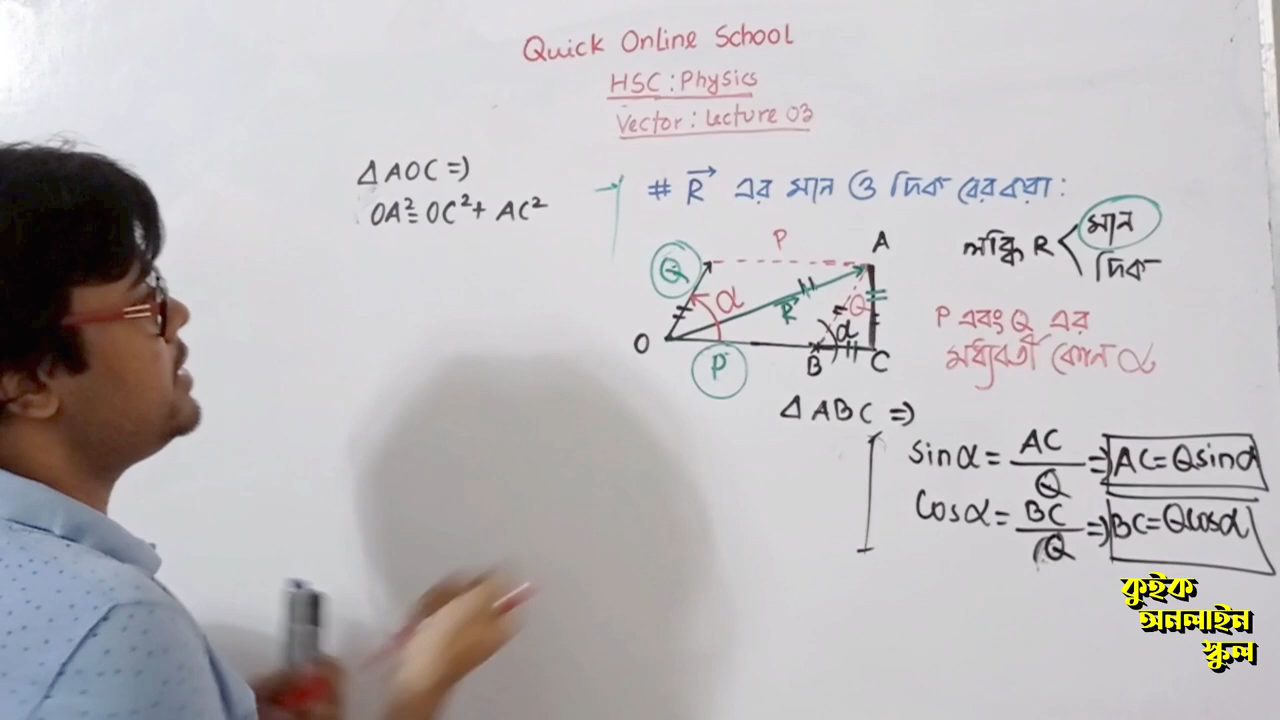 Quick Online School
HSC : Physics
Vector : Lecture 03
Δ AOC ⇒
OA² = OC² + AC²
# R⃗ এর মান ও দিক বের করা :
লব্ধি R < মান
দিক
P
A
Q
α
R⃗
Q
α
O
P
B
C
P এবং Q এর
মধ্যবর্তী কোন α
Δ ABC ⇒
sinα = AC/Q ⇒ AC = Qsinα
Cosα = BC/Q ⇒ BC = Qcosα
কুইক
অনলাইন
স্কুল